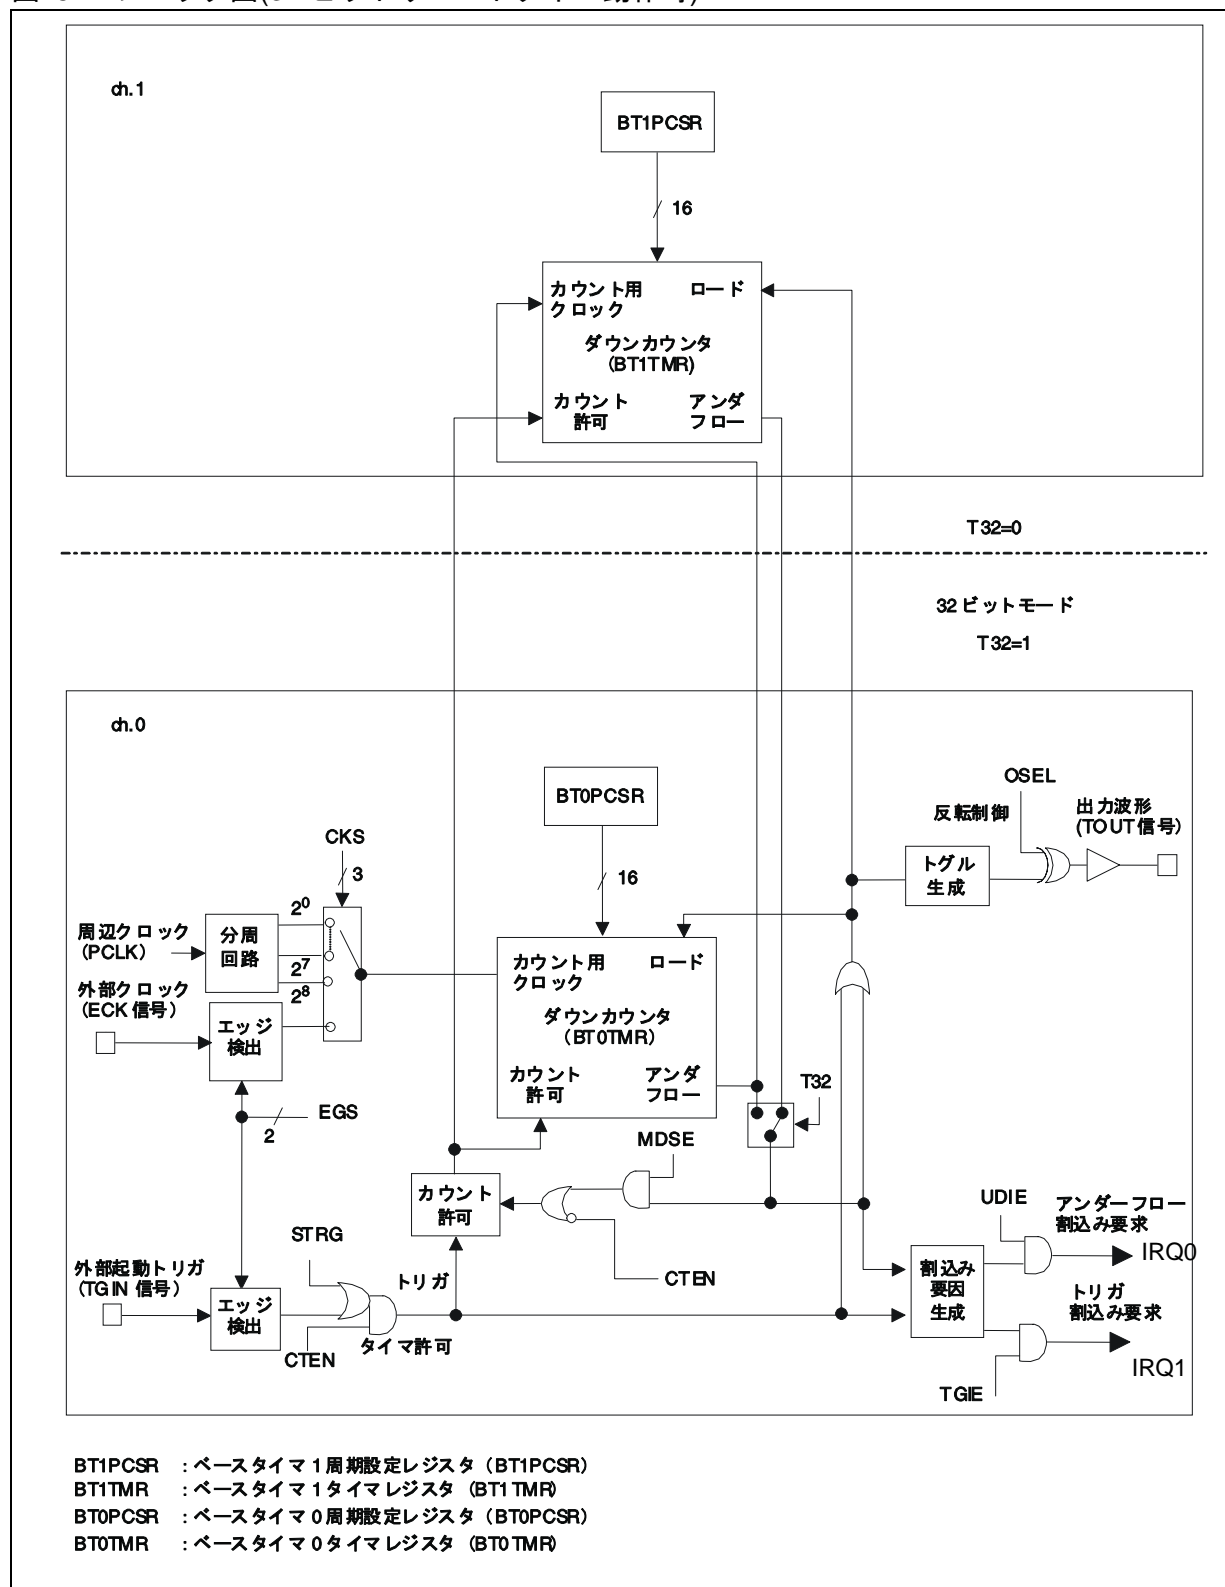 ch.1
BT1PCSR
16
カウント用
クロック
ロード
ダウンカウンタ
(BT1TMR)
カウント
許可
アンダ
フロー
T32=0
32ビットモード
T32=1
ch.0
OSEL
反転制御
出力波形
(TOUT信号)
BT0PCSR
CKS
3
16
トグル
生成
2⁰
周辺クロック
(PCLK)
分周
回路
2⁷
2⁸
外部クロック
(ECK信号)
エッジ
検出
カウント用
クロック
ロード
ダウンカウンタ
(BT0TMR)
カウント
許可
アンダ
フロー
T32
EGS
2
MDSE
カウント
許可
UDIE
アンダーフロー
割込み要求
IRQ0
STRG
CTEN
外部起動トリガ
(TGIN信号)
エッジ
検出
トリガ
割込み
要因
生成
トリガ
割込み要求
CTEN
タイマ許可
IRQ1
TGIE
BT1PCSR :ベースタイマ1周期設定レジスタ(BT1PCSR)
BT1TMR :ベースタイマ1タイマレジスタ(BT1TMR)
BT0PCSR :ベースタイマ0周期設定レジスタ(BT0PCSR)
BT0TMR :ベースタイマ0タイマレジスタ(BT0TMR)